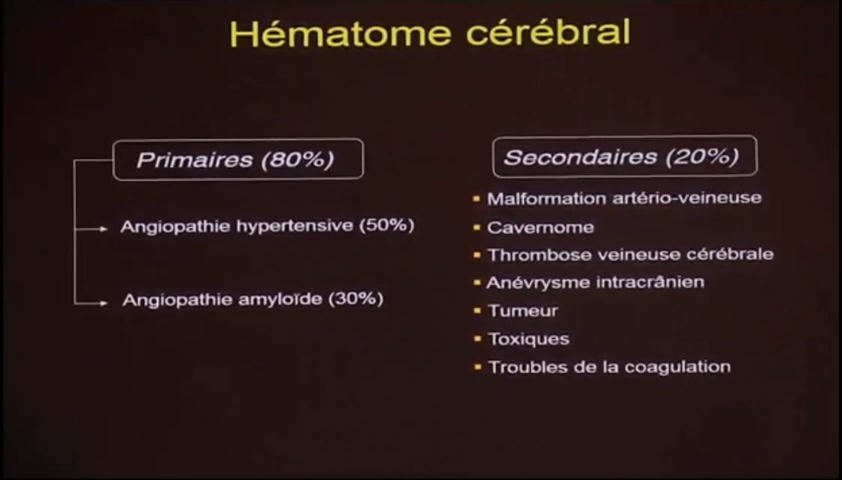 Hématome cérébral
Primaires (80%)
Angiopathie hypertensive (50%)
Angiopathie amyloïde (30%)
Secondaires (20%)
Malformation artério-veineuse
Cavernome
Thrombose veineuse cérébrale
Anévrysme intracrânien
Tumeur
Toxiques
Troubles de la coagulation